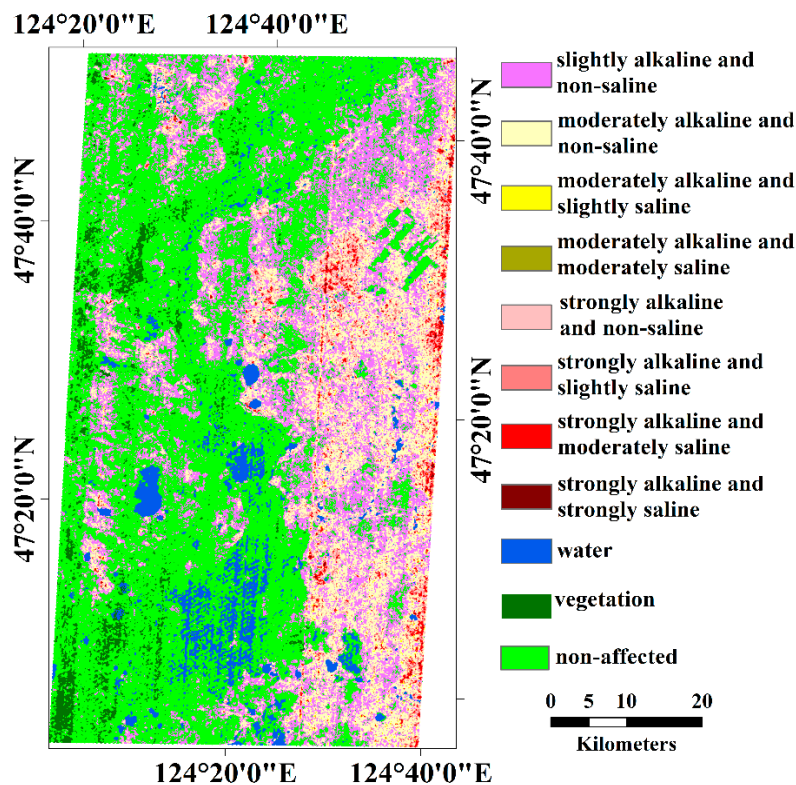 124°20'0"E 124°40'0"E
47°40'0"N
47°20'0"N
47°40'0"N
47°20'0"N
124°20'0"E 124°40'0"E
slightly alkaline and
non-saline
moderately alkaline and
non-saline
moderately alkaline and
slightly saline
moderately alkaline and
moderately saline
strongly alkaline
and non-saline
strongly alkaline and
slightly saline
strongly alkaline and
moderately saline
strongly alkaline and
strongly saline
water
vegetation
non-affected
0 5 10 20
Kilometers